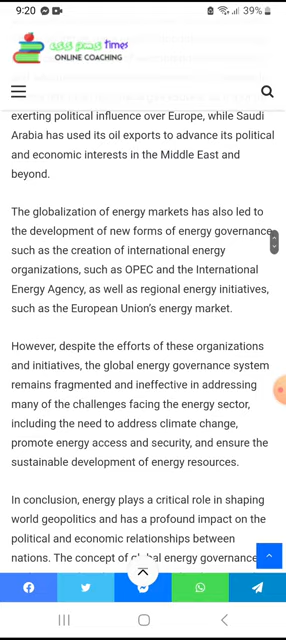 9:20
39%
times
ONLINE COACHING
exerting political influence over Europe, while Saudi
Arabia has used its oil exports to advance its political
and economic interests in the Middle East and
beyond.
The globalization of energy markets has also led to
the development of new forms of energy governance,
such as the creation of international energy
organizations, such as OPEC and the International
Energy Agency, as well as regional energy initiatives,
such as the European Union's energy market.
However, despite the efforts of these organizations
and initiatives, the global energy governance system
remains fragmented and ineffective in addressing
many of the challenges facing the energy sector,
including the need to address climate change,
promote energy access and security, and ensure the
sustainable development of energy resources.
In conclusion, energy plays a critical role in shaping
world geopolitics and has a profound impact on the
political and economic relationships between
nations. The concept of global energy governance